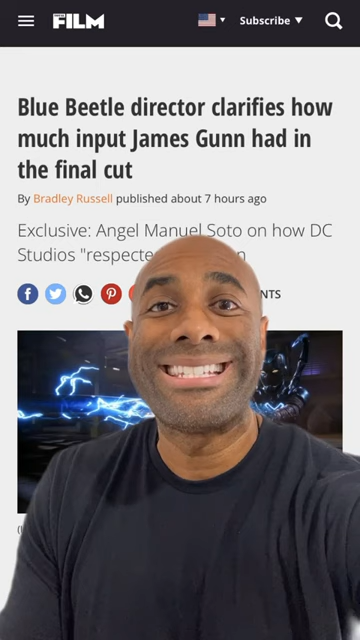 FILM
Subscribe
Blue Beetle director clarifies how
much input James Gunn had in
the final cut
By Bradley Russell published about 7 hours ago
Exclusive: Angel Manuel Soto on how DC
Studios "respecte